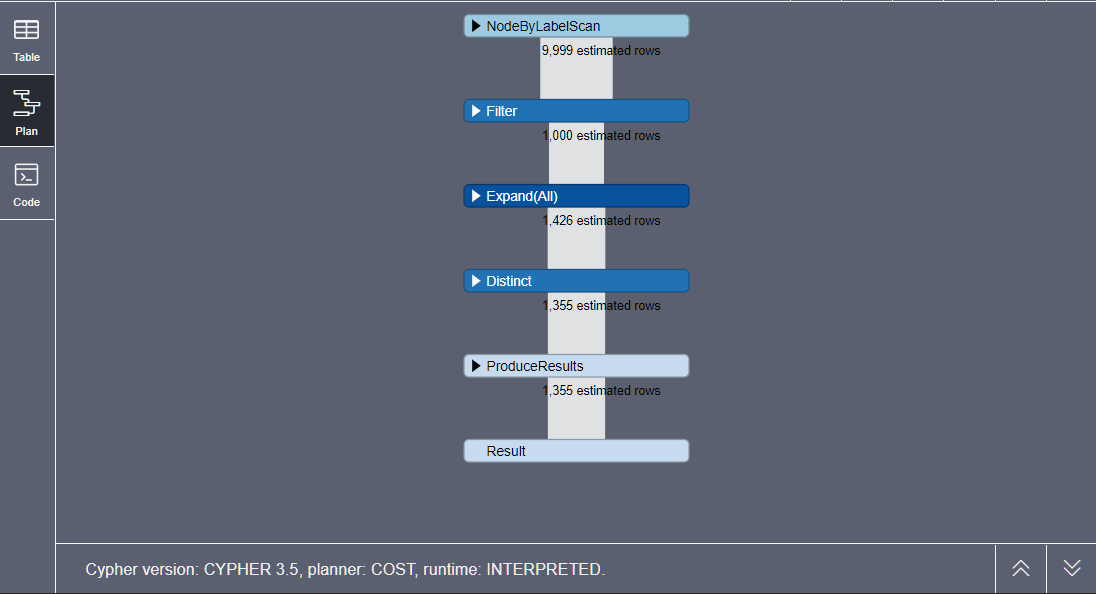 Table
Plan
Code
NodeByLabelScan
9,999 estimated rows
Filter
1,000 estimated rows
Expand(All)
1,426 estimated rows
Distinct
1,355 estimated rows
ProduceResults
1,355 estimated rows
Result
Cypher version: CYPHER 3.5, planner: COST, runtime: INTERPRETED.